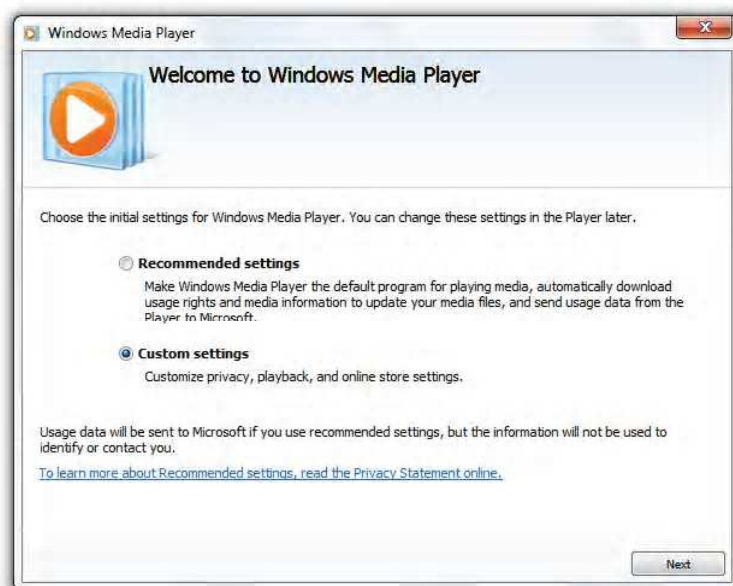 Windows Media Player
Welcome to Windows Media Player
Choose the initial settings for Windows Media Player. You can change these settings in the Player later.
Recommended settings
Make Windows Media Player the default program for playing media, automatically download
usage rights and media information to update your media files, and send usage data from the
Player to Microsoft.
Custom settings
Customize privacy, playback, and online store settings.
Usage data will be sent to Microsoft if you use recommended settings, but the information will not be used to
identify or contact you.
To learn more about Recommended settings, read the Privacy Statement online.
Next